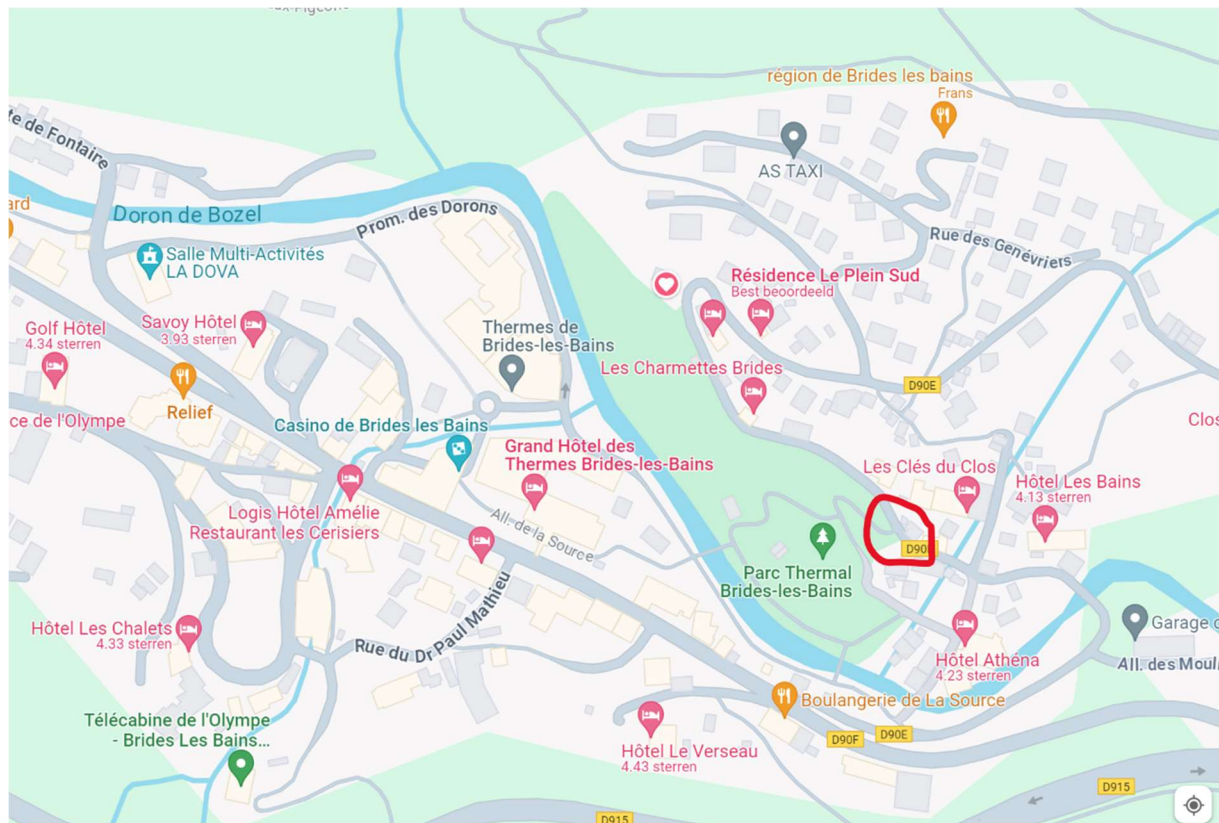 région de Brides les bains
Frans
AS TAXI
te de Fontaire
ard
Doron de Bozel
Prom. des Dorons
Rue des Genévriers
Salle Multi-Activités
LA DOVA
Résidence Le Plein Sud
Best beoordeeld
Golf Hôtel
4.34 sterren
Savoy Hôtel
3.93 sterren
Thermes de
Brides-les-Bains
Les Charmettes Brides
D90E
Relief
ce de l'Olympe
Casino de Brides les Bains
Clos
Grand Hôtel des
Thermes Brides-les-Bains
Les Clés du Clos
Hôtel Les Bains
4.13 sterren
Logis Hôtel Amélie
Restaurant les Cerisiers
All. de la Source
D90
Parc Thermal
Brides-les-Bains
Rue du Dr Paul Mathieu
Hôtel Les Chalets
4.33 sterren
Garage
Hôtel Athéna
4.23 sterren
All. des Moul
Boulangerie de La Source
Télécabine de l'Olympe
- Brides Les Bains...
D90F
D90E
Hôtel Le Verseau
4.43 sterren
D915
D915